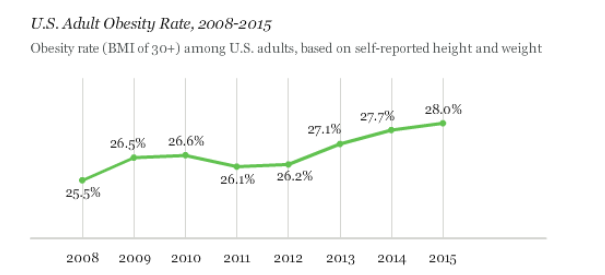 U.S. Adult Obesity Rate, 2008-2015
Obesity rate (BMI of 30+) among U.S. adults, based on self-reported height and weight
25.5%
26.5%
26.6%
26.1%
26.2%
27.1%
27.7%
28.0%
2008 2009 2010 2011 2012 2013 2014 2015